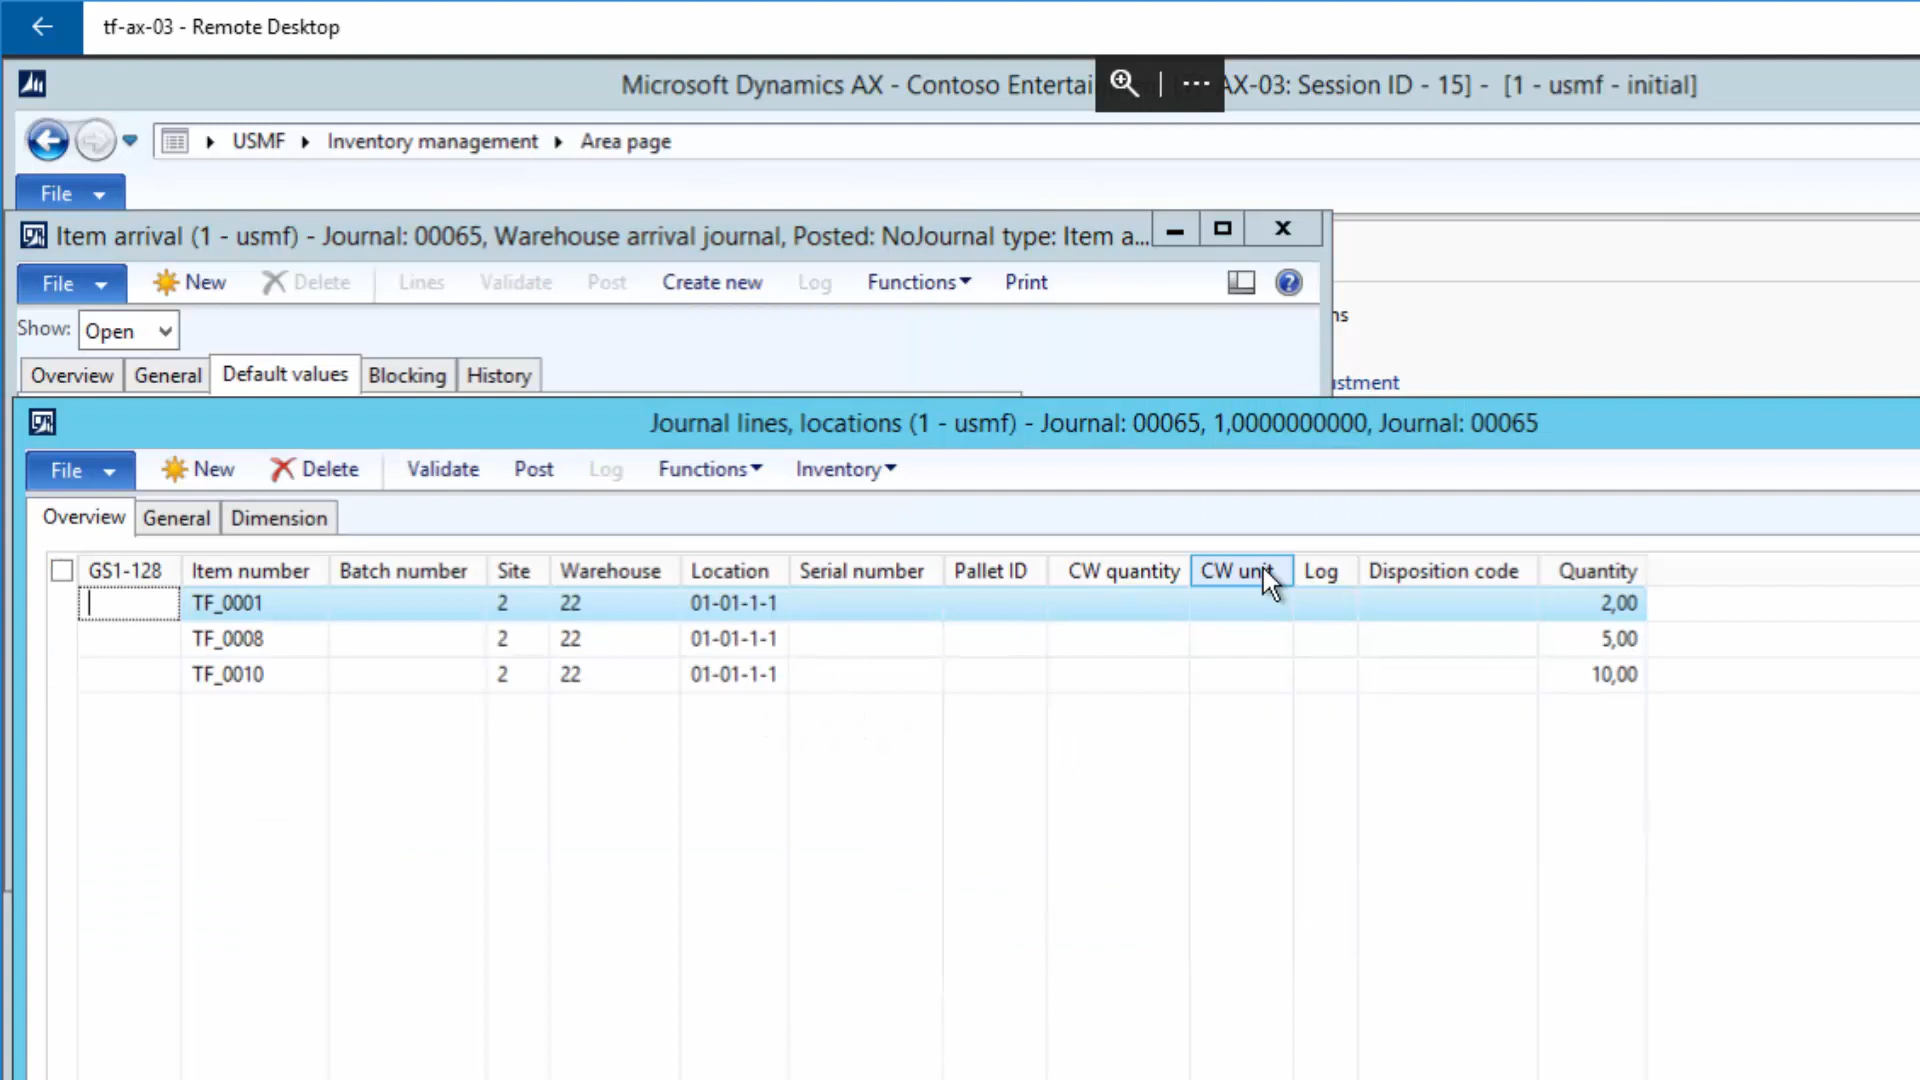 tf-ax-03 - Remote Desktop
Microsoft Dynamics AX - Contoso Entertai AX-03: Session ID - 15] - [1 - usmf - initial]
USMF Inventory management Area page
File
Item arrival (1 - usmf) - Journal: 00065, Warehouse arrival journal, Posted: NoJournal type: Item a...
File New Delete Lines Validate Post Create new Log Functions Print
Show: Open
Overview General Default values Blocking History
Journal lines, locations (1 - usmf) - Journal: 00065, 1,0000000000, Journal: 00065
File New Delete Validate Post Log Functions Inventory
Overview General Dimension
GS1-128 Item number Batch number Site Warehouse Location Serial number Pallet ID CW quantity CW unit Log Disposition code Quantity
TF_0001 2 22 01-01-1-1 2,00
TF_0008 2 22 01-01-1-1 5,00
TF_0010 2 22 01-01-1-1 10,00